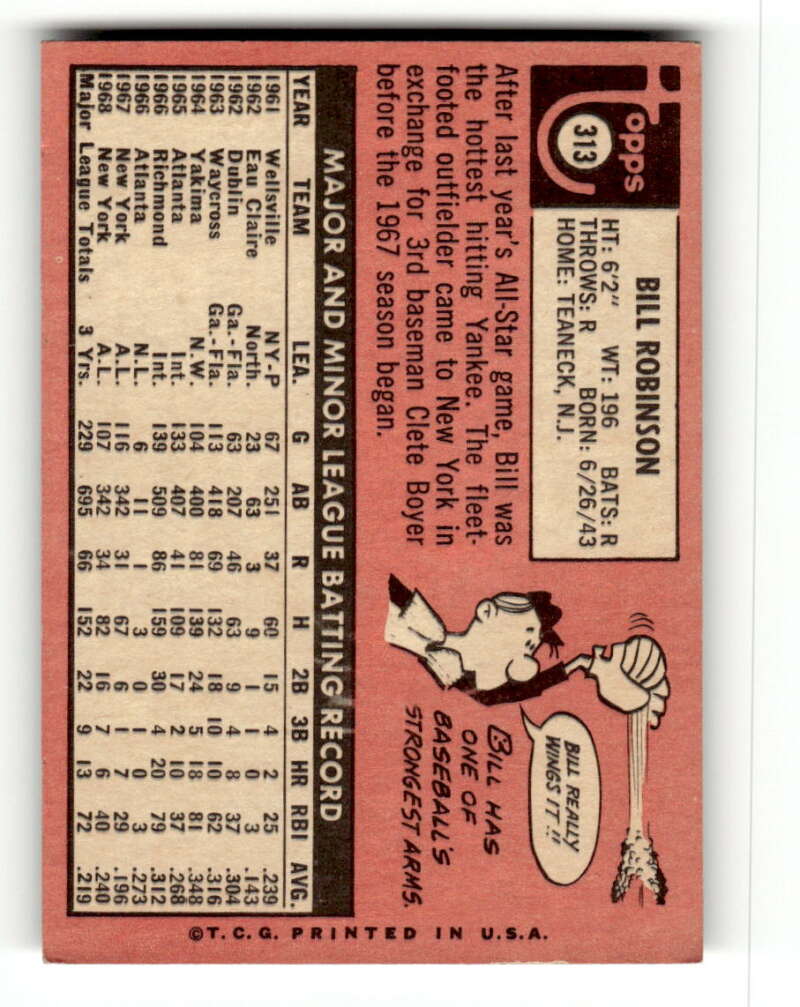 Topps
313
BILL ROBINSON
HT: 6'2" WT: 196 BATS: R
THROWS: R BORN: 6/26/43
HOME: TEANECK, N.J.
After last year's All-Star game, Bill was
the hottest hitting Yankee. The fleet-
footed outfielder came to New York in
exchange for 3rd baseman Clete Boyer
before the 1967 season began.
BILL REALLY
WINGS IT!!
BILL HAS
ONE OF
BASEBALL'S
STRONGEST ARMS.
MAJOR AND MINOR LEAGUE BATTING RECORD
YEAR TEAM LEA. G AB R H 2B 3B HR RBI AVG.
1961 Wellsville NY-P 67 251 37 60 15 4 2 25 .239
1962 Eau Claire North. 23 63 3 9 1 1 0 3 .143
1962 Dublin Ga.-Fla. 63 207 46 63 9 4 8 37 .304
1963 Waycross Ga.-Fla. 113 418 69 132 18 10 10 62 .316
1964 Yakima N.W. 104 400 81 139 24 5 18 81 .348
1965 Atlanta Int. 133 407 41 109 17 2 10 37 .268
1966 Richmond Int. 139 509 86 159 30 4 20 79 .312
1966 Atlanta N.L. 6 11 1 3 0 1 0 3 .273
1967 New York A.L. 116 342 31 67 6 1 7 29 .196
1968 New York A.L. 107 342 34 82 16 7 6 40 .240
Major League Totals 3 Yrs. 229 695 66 152 22 9 13 72 .219
©T.C.G. PRINTED IN U.S.A.